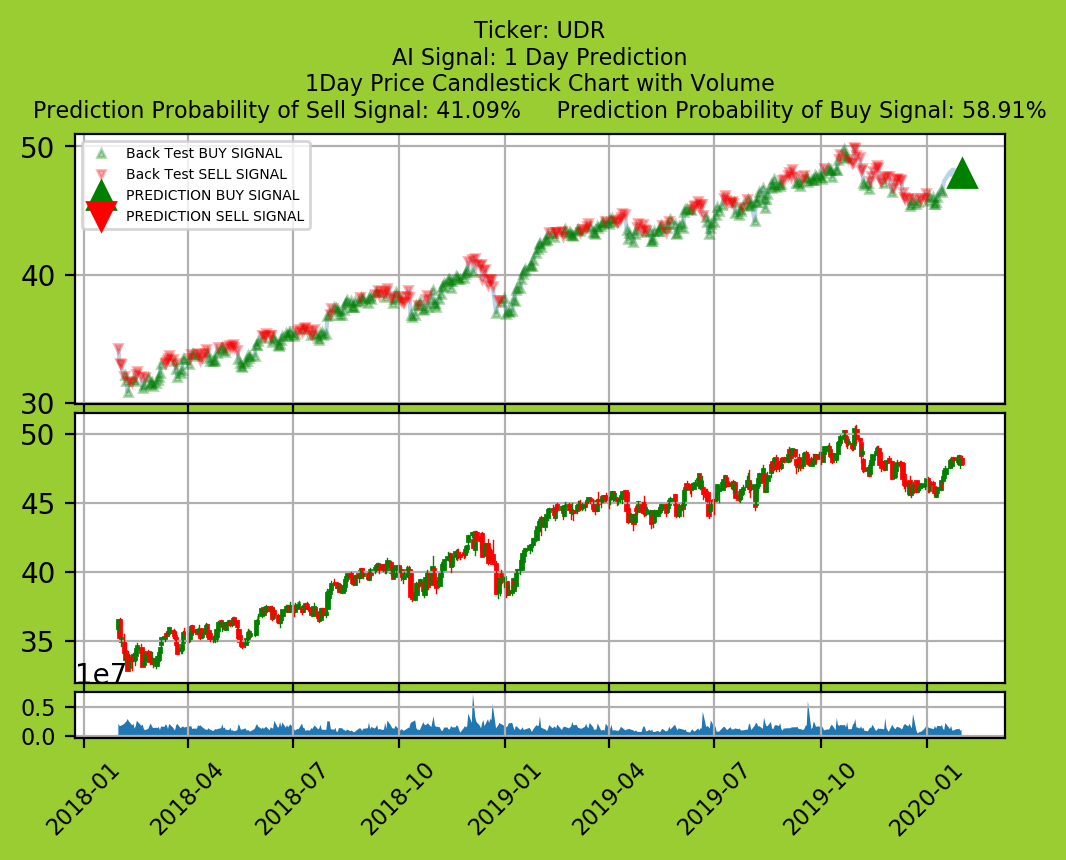 Ticker: UDR
AI Signal: 1 Day Prediction
1Day Price Candlestick Chart with Volume
Prediction Probability of Sell Signal: 41.09% Prediction Probability of Buy Signal: 58.91%
50
40
30
Back Test BUY SIGNAL
Back Test SELL SIGNAL
PREDICTION BUY SIGNAL
PREDICTION SELL SIGNAL
50
45
40
35
1e7
0.5
0.0
2018-01
2018-04
2018-07
2018-10
2019-01
2019-04
2019-07
2019-10
2020-01